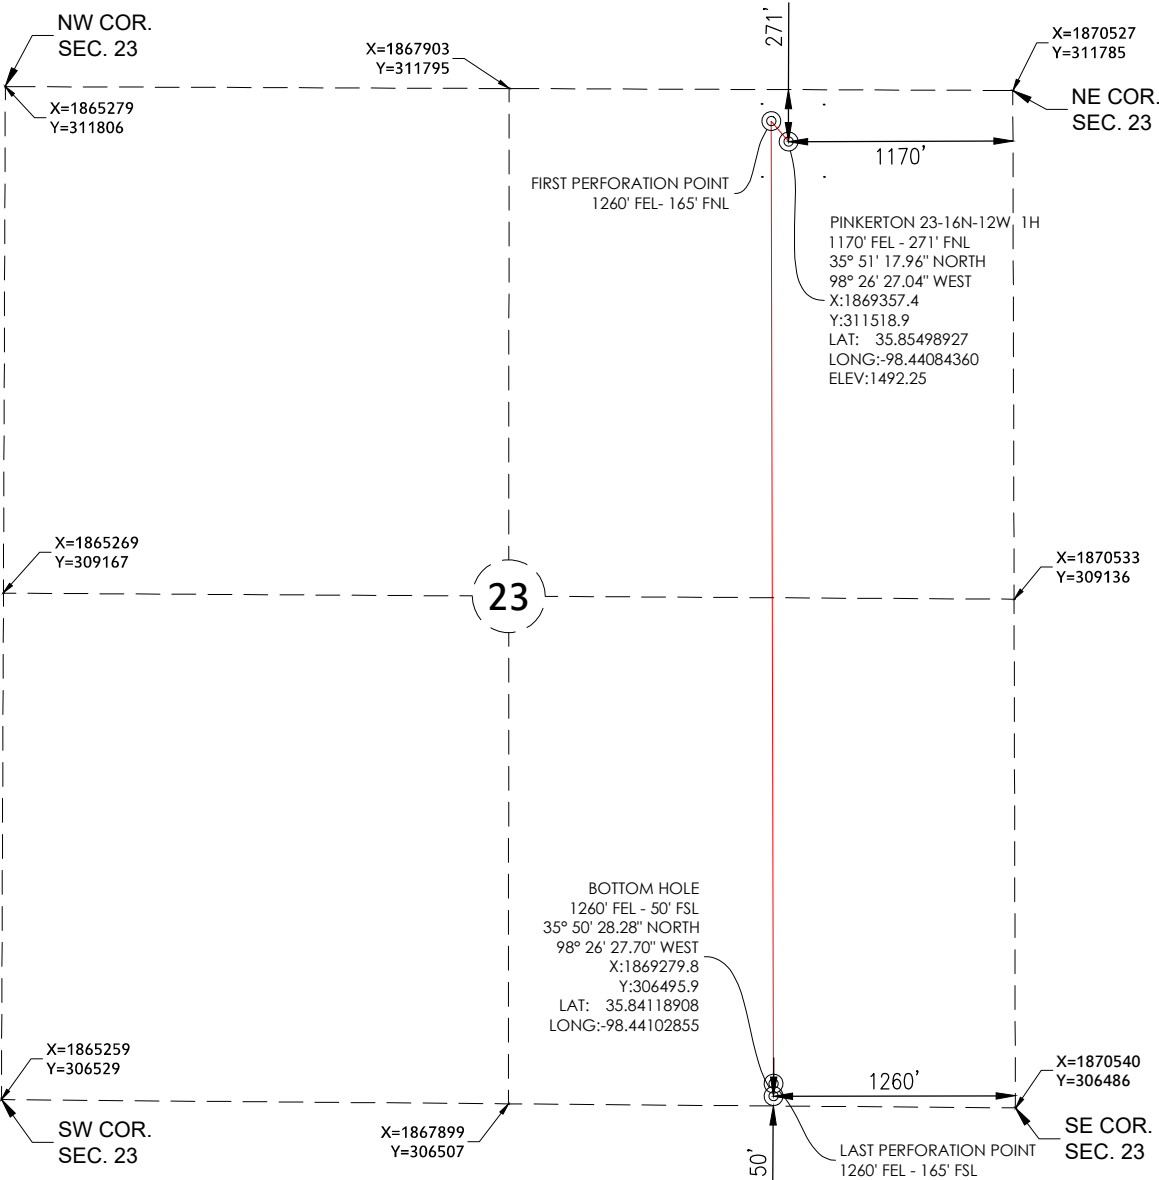 NW COR.
SEC. 23
X=1865279
Y=311806
X=1867903
Y=311795
271'
X=1870527
Y=311785
NE COR.
SEC. 23
1170'
FIRST PERFORATION POINT
1260' FEL- 165' FNL
PINKERTON 23-16N-12W 1H
1170' FEL - 271' FNL
35° 51' 17.96" NORTH
98° 26' 27.04" WEST
X:1869357.4
Y:311518.9
LAT: 35.85498927
LONG:-98.44084360
ELEV:1492.25
X=1865269
Y=309167
23
X=1870533
Y=309136
BOTTOM HOLE
1260' FEL - 50' FSL
35° 50' 28.28" NORTH
98° 26' 27.70" WEST
X:1869279.8
Y:306495.9
LAT: 35.84118908
LONG:-98.44102855
X=1865259
Y=306529
SW COR.
SEC. 23
X=1867899
Y=306507
50'
1260'
X=1870540
Y=306486
SE COR.
SEC. 23
LAST PERFORATION POINT
1260' FEL - 165' FSL